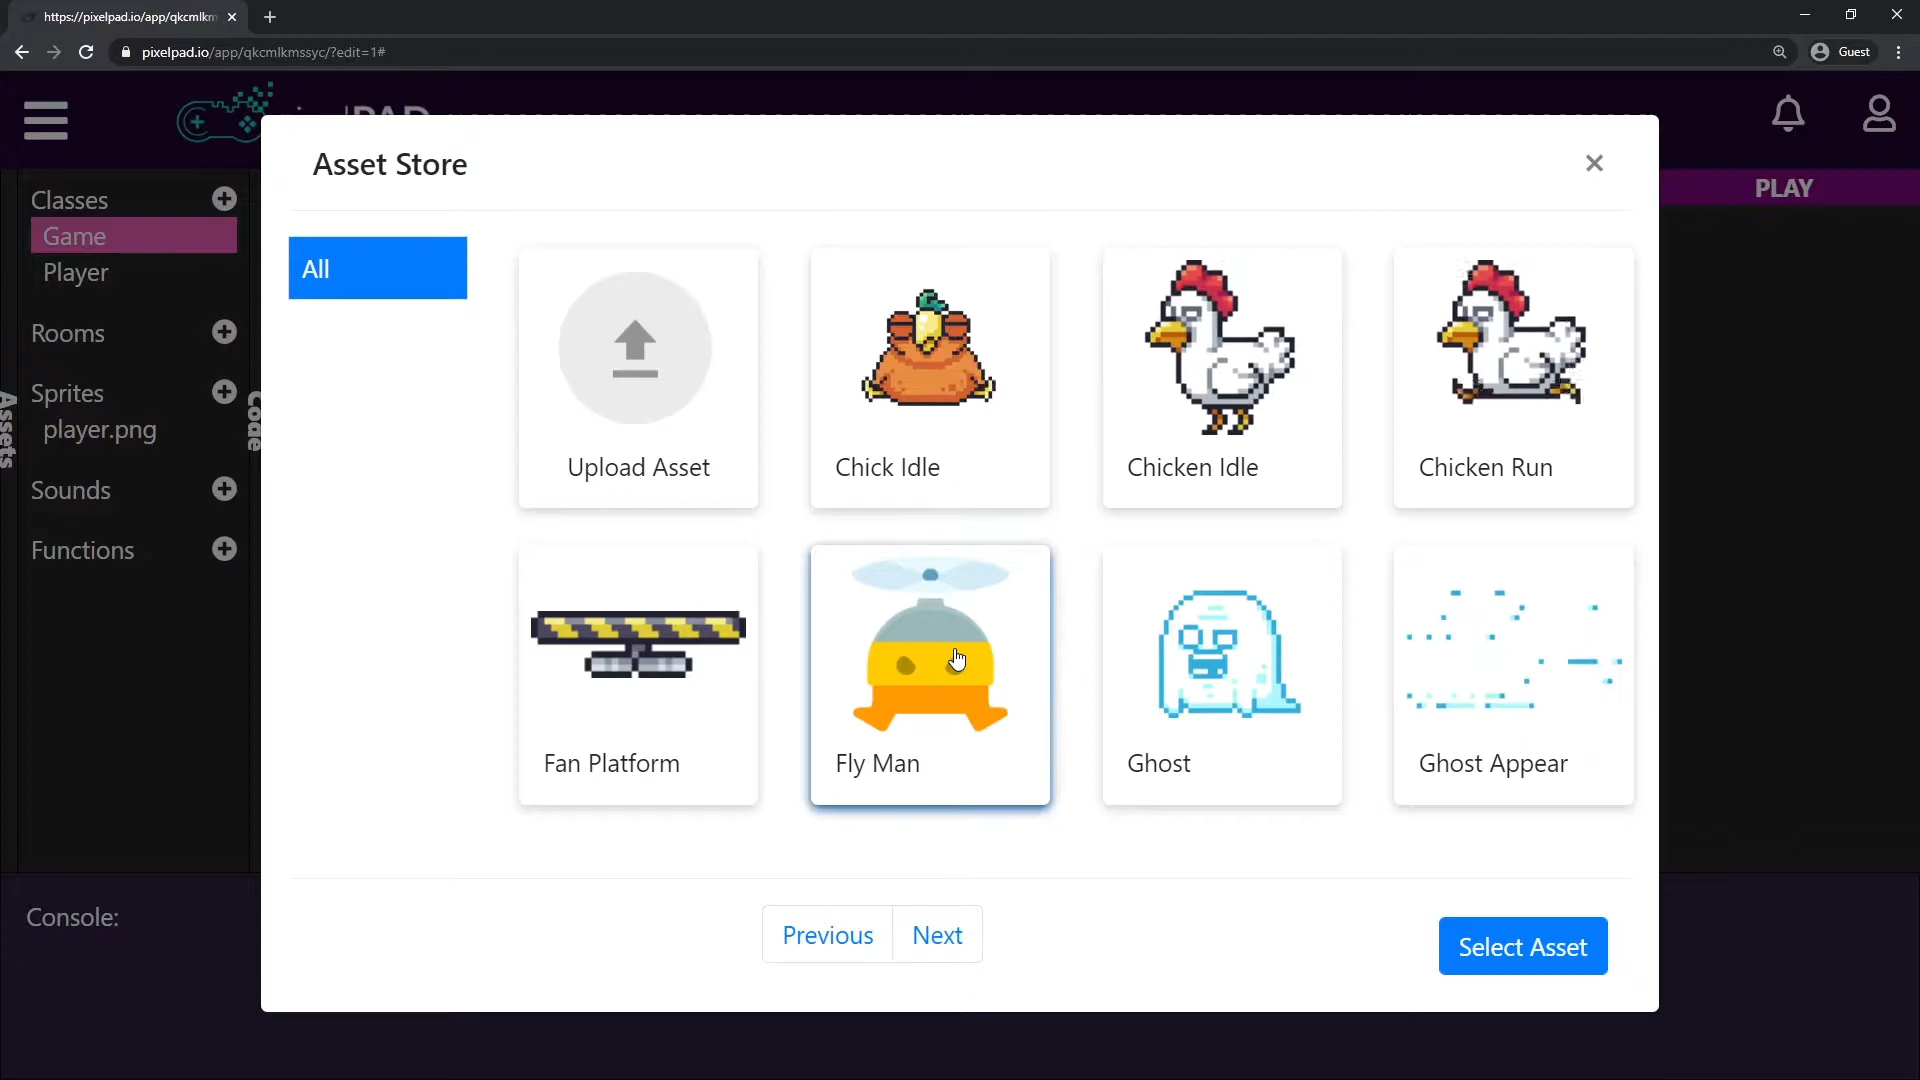 https://pixelpad.io/app/qkcmlkm
pixelpad.io/app/qkcmlkmssyc/?edit=1#
Guest
PAD
Asset Store
PLAY
Classes
Game
Player
Rooms
Sprites
player.png
Sounds
Functions
Assets
Code
All
Upload Asset
Chick Idle
Chicken Idle
Chicken Run
Fan Platform
Fly Man
Ghost
Ghost Appear
Console:
Previous
Next
Select Asset